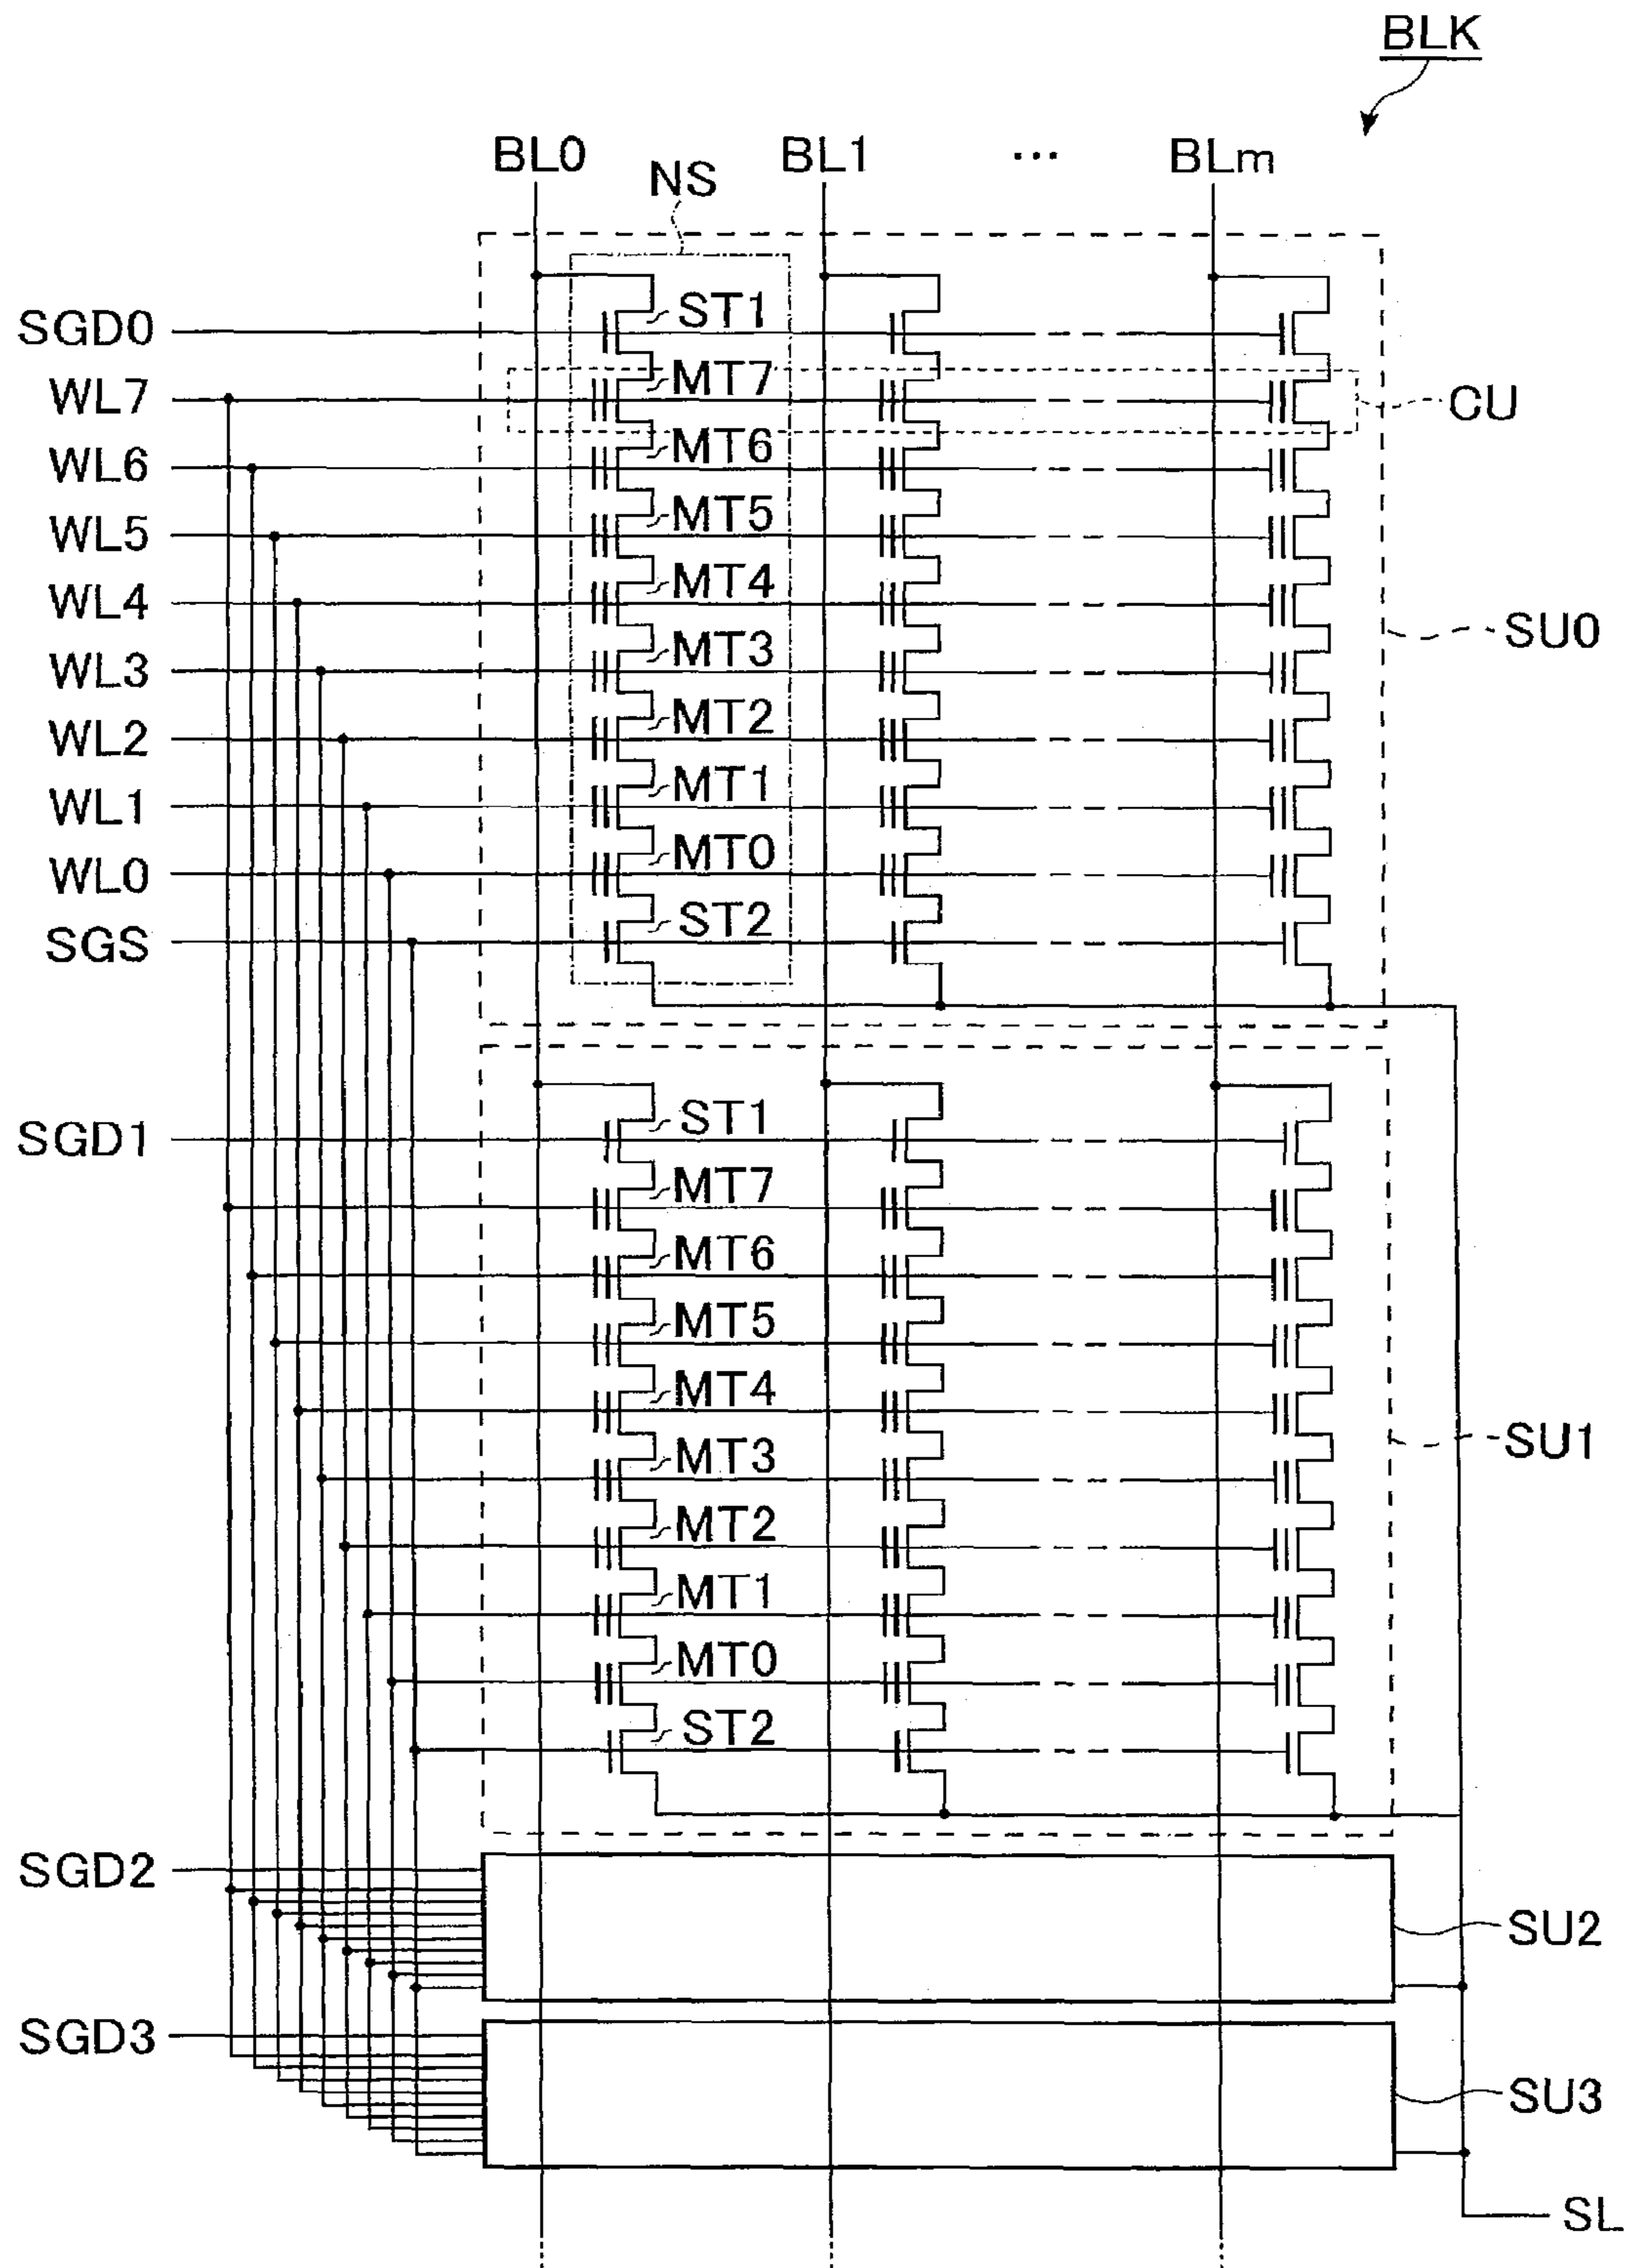 BLK
BL0 BL1 ... BLm
NS
SGD0 ST1
WL7 MT7 CU
WL6 MT6
WL5 MT5
WL4 MT4
SU0
WL3 MT3
WL2 MT2
WL1 MT1
WL0 MT0
SGS ST2
SGD1 ST1
MT7
MT6
MT5
MT4
SU1
MT3
MT2
MT1
MT0
ST2
SGD2
SU2
SGD3
SU3
SL